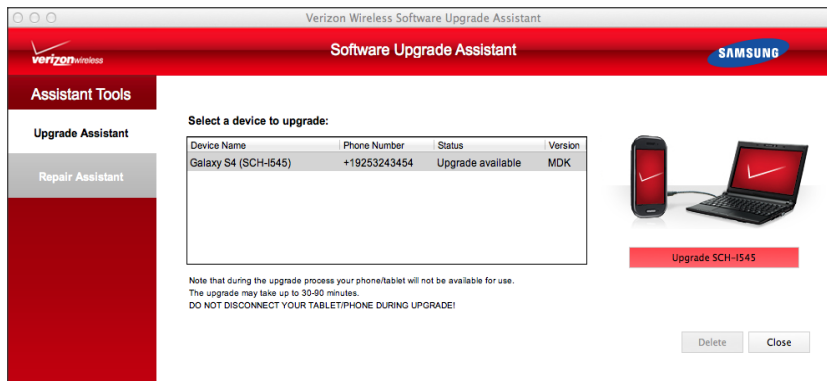 Verizon Wireless Software Upgrade Assistant
verizonwireless
Software Upgrade Assistant
SAMSUNG
Assistant Tools
Upgrade Assistant
Repair Assistant
Select a device to upgrade:
Device Name Phone Number Status Version
Galaxy S4 (SCH-I545) +19253243454 Upgrade available MDK
Upgrade SCH-I545
Note that during the upgrade process your phone/tablet will not be available for use.
The upgrade may take up to 30-90 minutes.
DO NOT DISCONNECT YOUR TABLET/PHONE DURING UPGRADE!
Delete Close